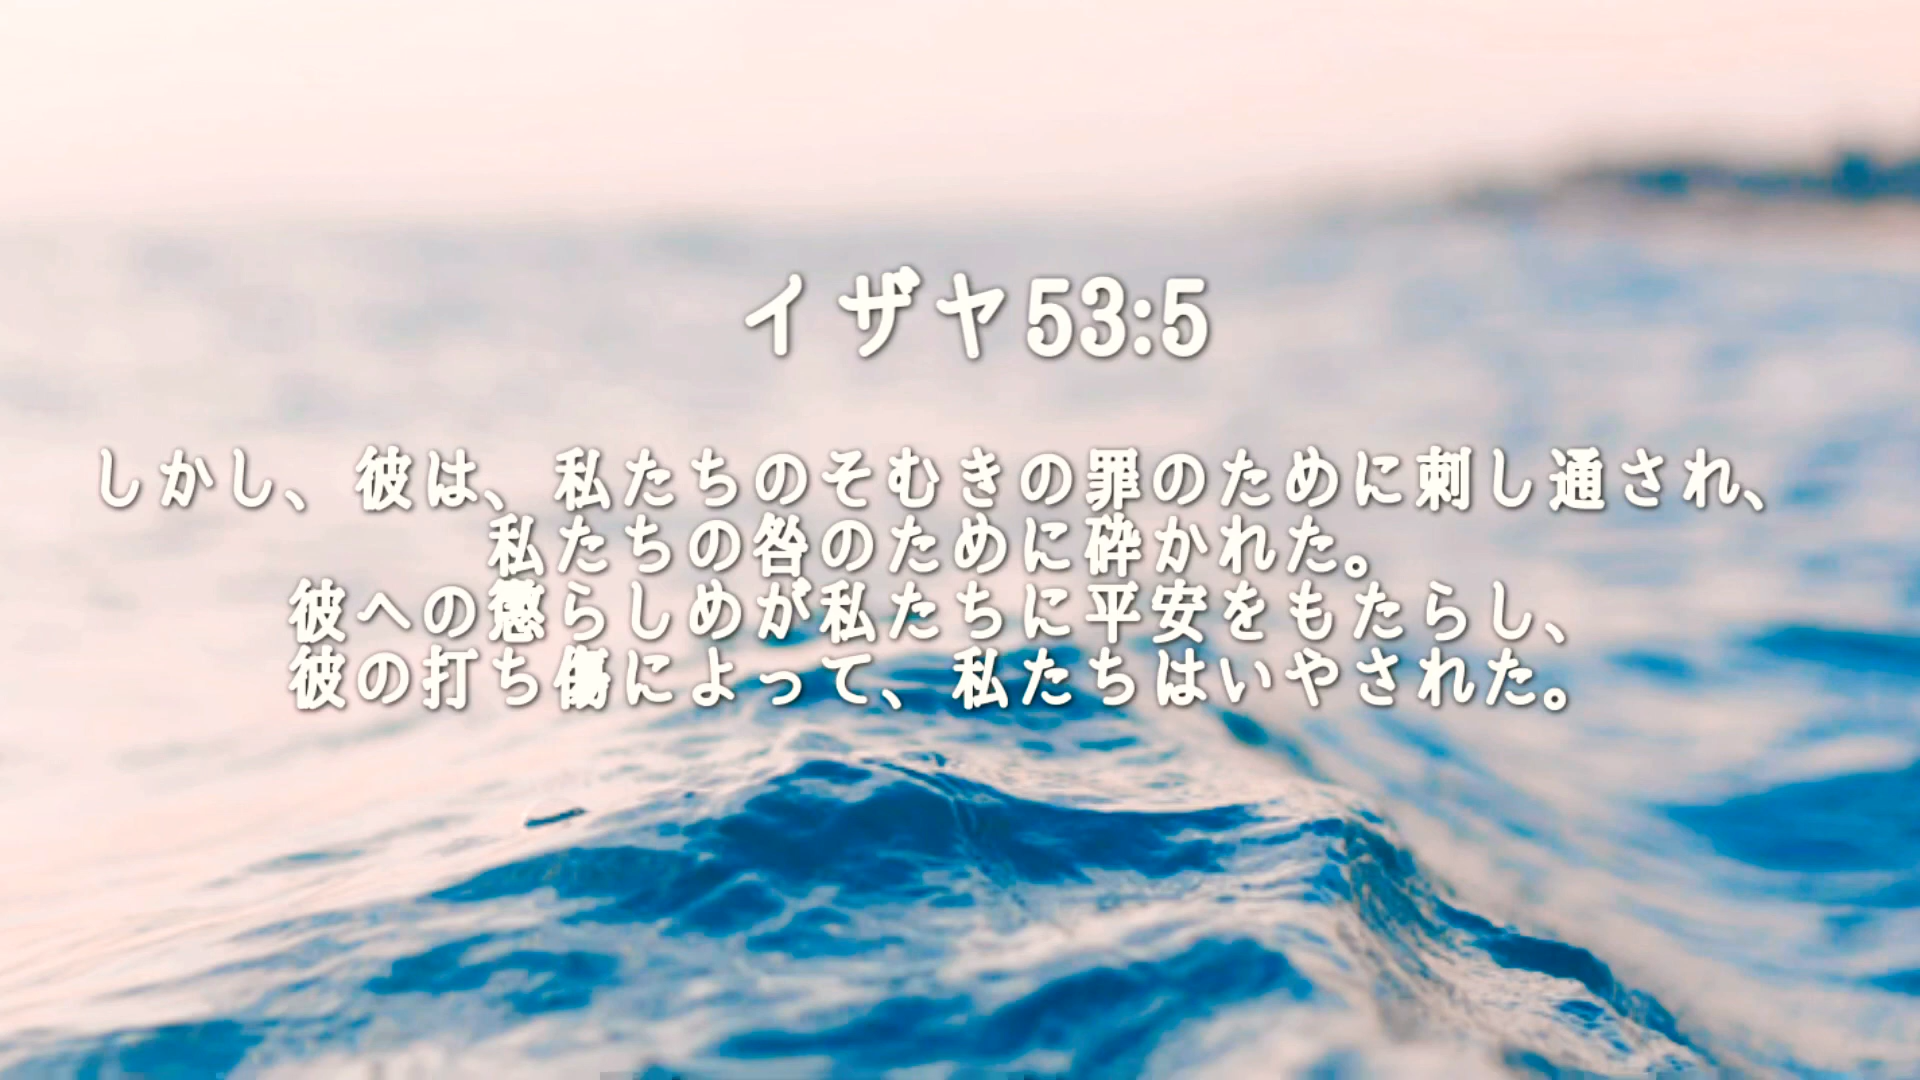 イザヤ53:5
しかし、彼は、私たちのそむきの罪のために刺し通され、
私たちの咎のために砕かれた。
彼への懲らしめが私たちに平安をもたらし、
彼の打ち傷によって、私たちはいやされた。